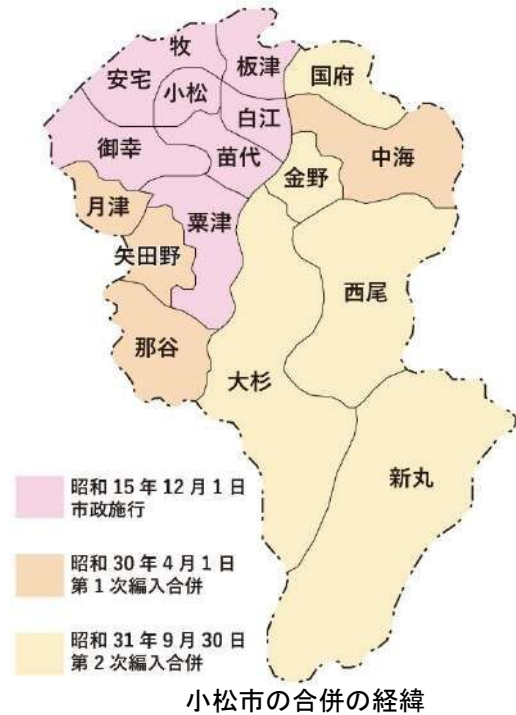 牧
板津
安宅
国府
小松
白江
御幸
苗代
中海
金野
月津
粟津
矢田野
西尾
那谷
大杉
新丸
昭和 15 年 12 月 1 日
市政施行
昭和 30 年 4 月 1 日
第 1 次編入合併
昭和 31 年 9 月 30 日
第 2 次編入合併
小松市の合併の経緯